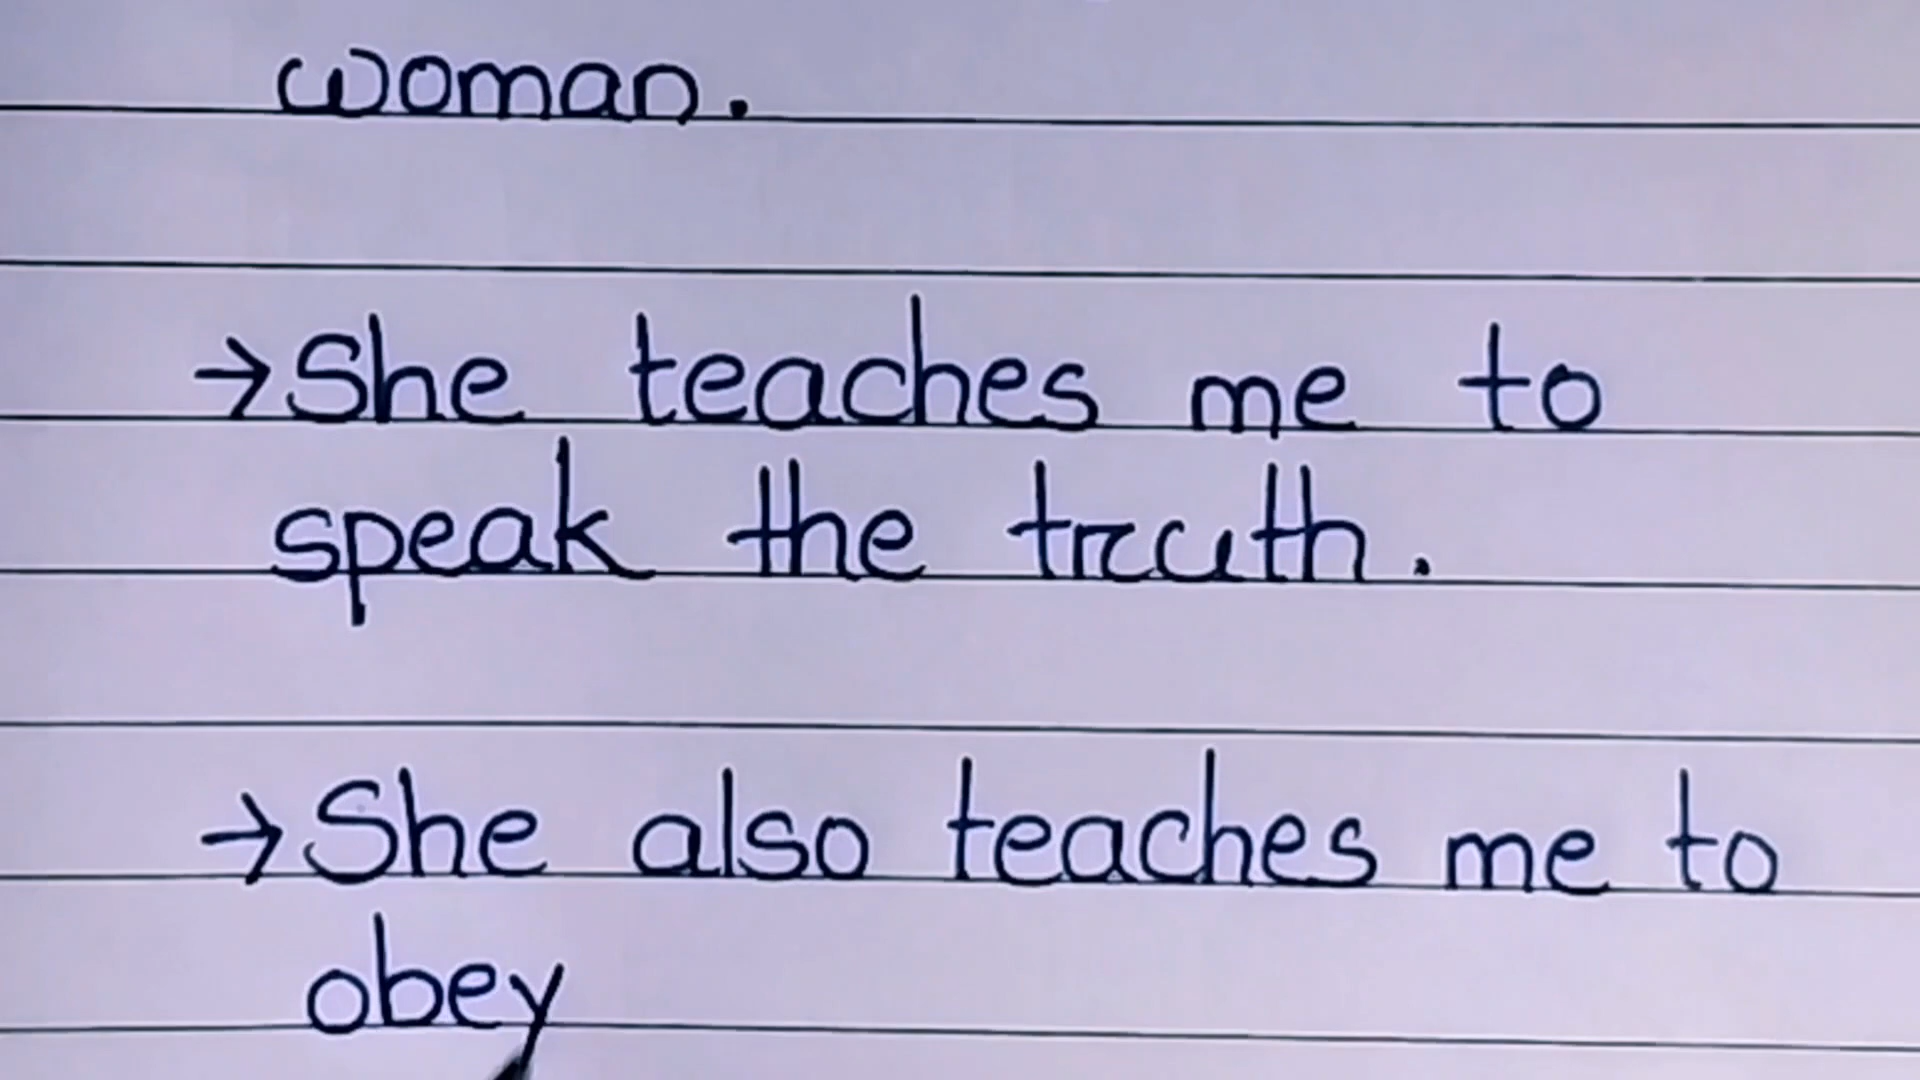 woman.
→She teaches me to
speak the truth.
→She also teaches me to
obey